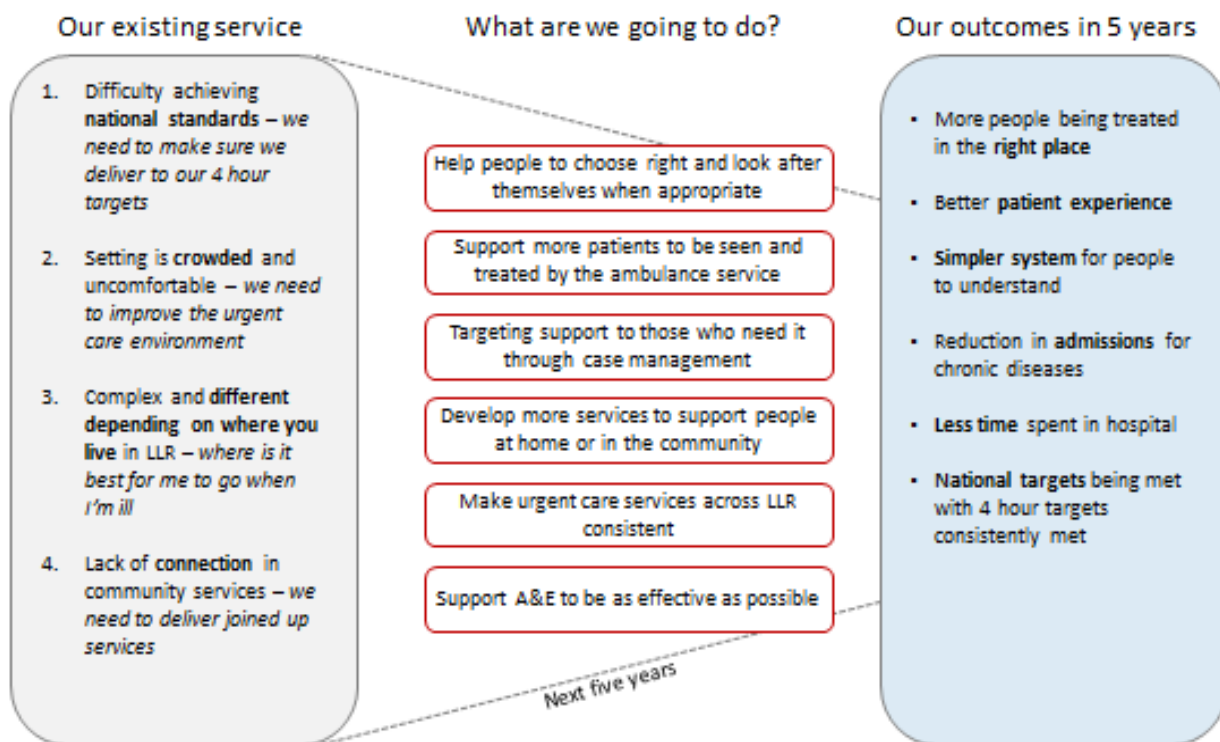 Our existing service
1. Difficulty achieving
national standards – we
need to make sure we
deliver to our 4 hour
targets
2. Setting is crowded and
uncomfortable – we need
to improve the urgent
care environment
3. Complex and different
depending on where you
live in LLR – where is it
best for me to go when
I'm ill
4. Lack of connection in
community services – we
need to deliver joined up
services
What are we going to do?
Help people to choose right and look after
themselves when appropriate
Support more patients to be seen and
treated by the ambulance service
Targeting support to those who need it
through case management
Develop more services to support people
at home or in the community
Make urgent care services across LLR
consistent
Support A&E to be as effective as possible
Next five years
Our outcomes in 5 years
▪ More people being treated
in the right place
▪ Better patient experience
▪ Simpler system for people
to understand
▪ Reduction in admissions for
chronic diseases
▪ Less time spent in hospital
▪ National targets being met
with 4 hour targets
consistently met